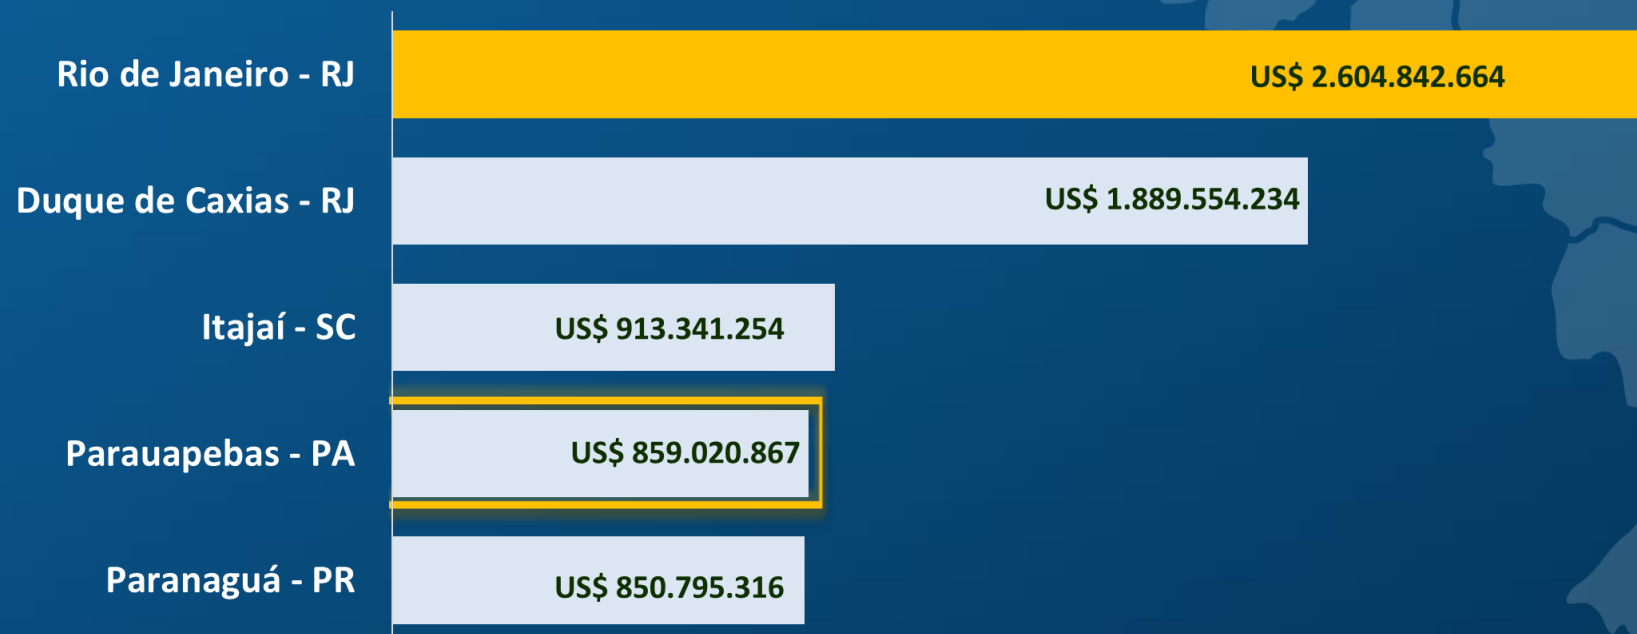 Rio de Janeiro - RJ US$ 2.604.842.664
Duque de Caxias - RJ US$ 1.889.554.234
Itajaí - SC US$ 913.341.254
Parauapebas - PA US$ 859.020.867
Paranaguá - PR US$ 850.795.316